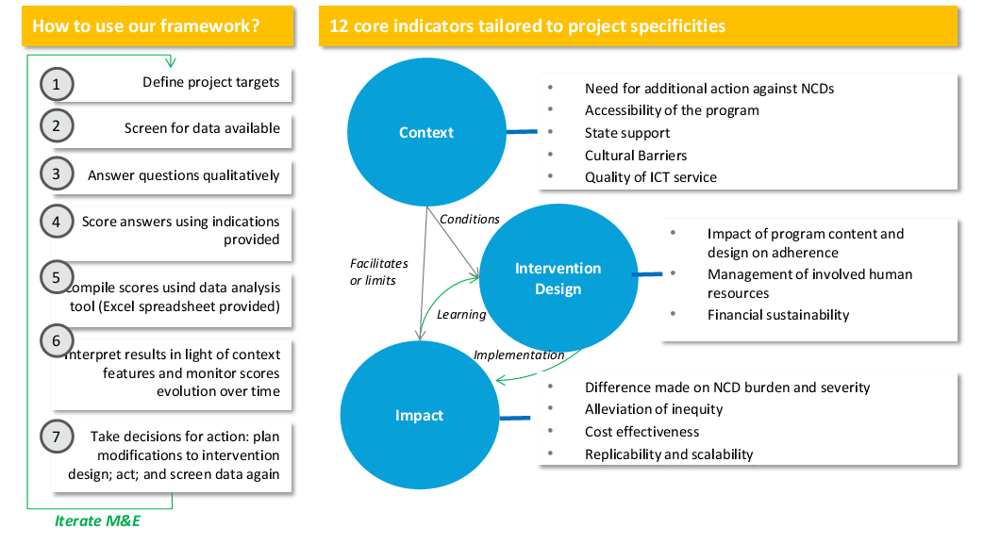 How to use our framework?
1
Define project targets
2
Screen for data available
3
Answer questions qualitatively
4
Score answers using indications
provided
5
Compile scores usind data analysis
tool (Excel spreadsheet provided)
6
Interpret results in light of context
features and monitor scores
evolution over time
7
Take decisions for action: plan
modifications to intervention
design; act; and screen data again
Iterate M&E
12 core indicators tailored to project specificities
Context
• Need for additional action against NCDs
• Accessibility of the program
• State support
• Cultural Barriers
• Quality of ICT service
Conditions
Facilitates
or limits
Intervention
Design
• Impact of program content and
design on adherence
• Management of involved human
resources
• Financial sustainability
Learning
Implementation
Impact
• Difference made on NCD burden and severity
• Alleviation of inequity
• Cost effectiveness
• Replicability and scalability